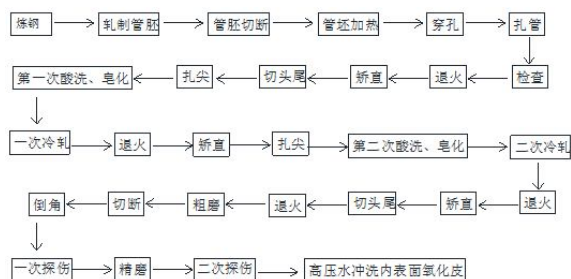 炼钢 轧制管胚 管胚切断 管坯加热 穿孔 扎管
检查 退火 矫直 切头尾 扎尖 第一次酸洗、皂化
一次冷轧 退火 矫直 扎尖 第二次酸洗、皂化 二次冷轧
退火 矫直 切头尾 退火 粗磨 切断 倒角
一次探伤 精磨 二次探伤 高压水冲洗内表面氧化皮